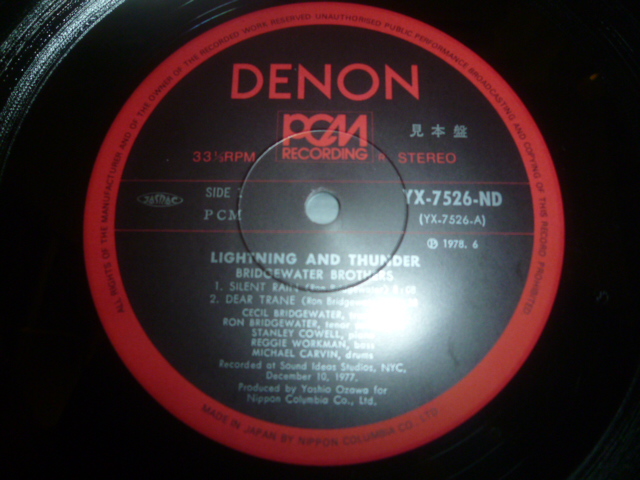 ALL RIGHTS OF THE MANUFACTURER AND OF THE OWNER OF THE RECORDED WORK RESERVED UNAUTHORIZED PUBLIC PERFORMANCE BROADCASTING AND COPYING OF THIS RECORD PROHIBITED
DENON
PCM
RECORDING
見本盤
33⅓RPM
STEREO
JASRAC
SIDE
PCM
YX-7526-ND
(YX-7526-A)
Ⓟ 1978. 6
LIGHTNING AND THUNDER
BRIDGEWATER BROTHERS
1. SILENT
2. DEAR TRANE (Ron Bridgewater)
CECIL BRIDGEWATER,
RON BRIDGEWATER, tenor
STANLEY COWELL,
REGGIE WORKMAN, bass
MICHAEL CARVIN, drums
Recorded at Sound Ideas Studios, NYC,
December 10, 1977.
Produced by Yoshio Ozawa for
Nippon Columbia Co., Ltd.
MADE IN JAPAN BY NIPPON COLUMBIA CO., LTD.